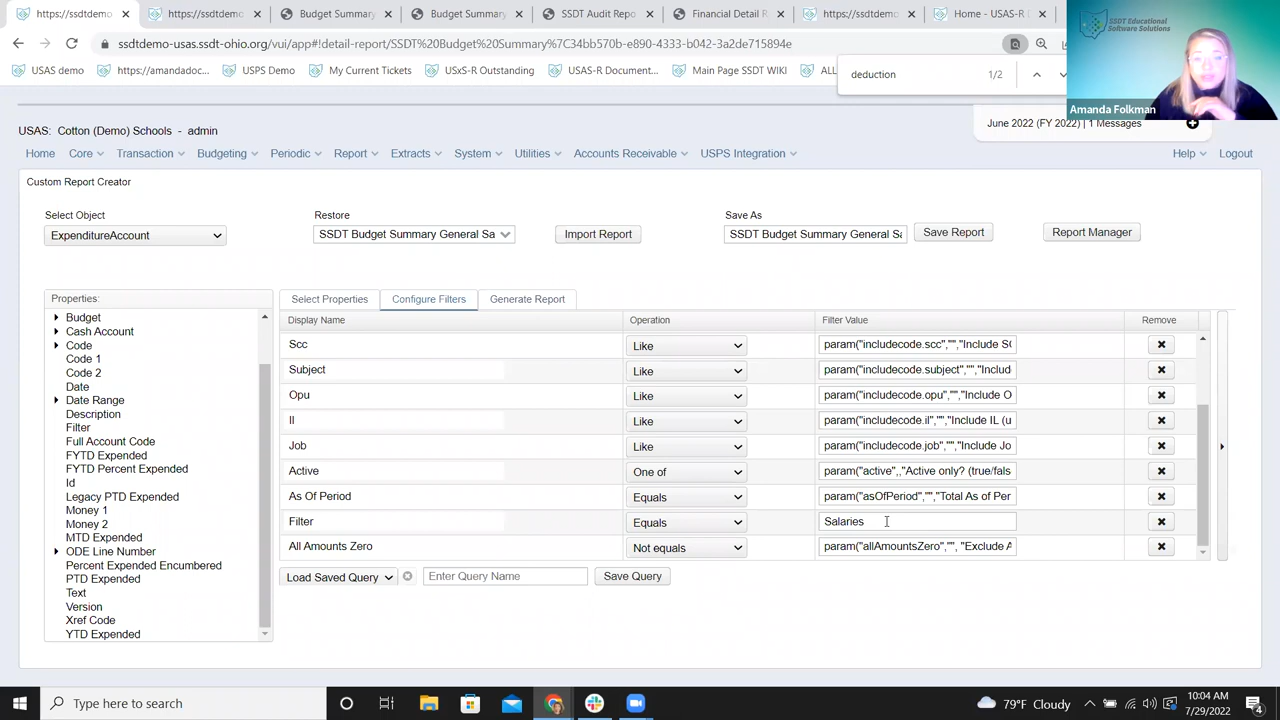 https://ssdtdemo
https://ssdtdemo
Budget Summary
Budget Summary
SSDT Audit Repo
Financial Detail R
https://ssdtdemo
Home - USAS-R
ssdtdemo-usas.ssdt-ohio.org/vui/app#detail-report/SSDT%20Budget%20Summary%7C34bb570b-e890-4333-b042-3a2de715894e
USAS demo
https://amandadoc...
USPS Demo
My Current Tickets
USxS-R Outstanding
USAS-R Document...
Main Page SSDT WIKI
ALL
deduction
1/2
SSDT Educational
Software Solutions
Amanda Folkman
USAS: Cotton (Demo) Schools - admin
June 2022 (FY 2022) | 1 Messages
Home Core Transaction Budgeting Periodic Report Extracts System Utilities Accounts Receivable USPS Integration Help Logout
Custom Report Creator
Select Object
Restore
Save As
ExpenditureAccount
SSDT Budget Summary General Sa
Import Report
SSDT Budget Summary General Sa
Save Report
Report Manager
Properties:
Budget
Cash Account
Code
Code 1
Code 2
Date
Date Range
Description
Filter
Full Account Code
FYTD Expended
FYTD Percent Expended
Id
Legacy PTD Expended
Money 1
Money 2
MTD Expended
ODE Line Number
Percent Expended Encumbered
PTD Expended
Text
Version
Xref Code
YTD Expended
Select Properties
Configure Filters
Generate Report
Display Name Operation Filter Value Remove
Scc Like param("includecode.scc","","Include SC
Subject Like param("includecode.subject","","Includ
Opu Like param("includecode.opu","","Include O
Il Like param("includecode.il","","Include IL (u
Job Like param("includecode.job","","Include Jo
Active One of param("active",,"Active only? (true/fals
As Of Period Equals param("asOfPeriod","","Total As of Per
Filter Equals Salaries
All Amounts Zero Not equals param("allAmountsZero","", "Exclude A
Load Saved Query
Enter Query Name
Save Query
Type here to search
79°F Cloudy
10:04 AM
7/29/2022
4